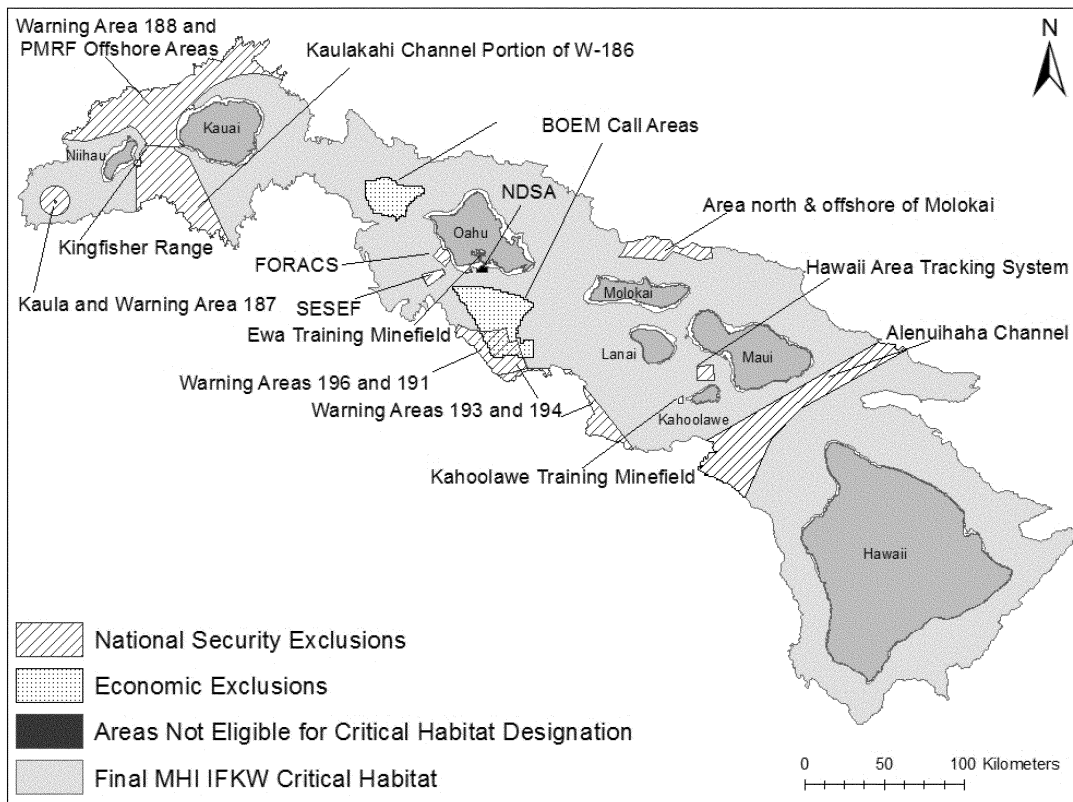 Warning Area 188 and
PMRF Offshore Areas
Kaulakahi Channel Portion of W-186
N
BOEM Call Areas
Kauai
Niihau
NDSA
Area north & offshore of Molokai
Oahu
Kingfisher Range
FORACS
Hawaii Area Tracking System
Kaula and Warning Area 187
SESEF
Molokai
Ewa Training Minefield
Alenuihaha Channel
Lanai
Maui
Warning Areas 196 and 191
Warning Areas 193 and 194
Kahoolawe
Kahoolawe Training Minefield
Hawaii
National Security Exclusions
Economic Exclusions
Areas Not Eligible for Critical Habitat Designation
Final MHI IFKW Critical Habitat
0 50 100 Kilometers